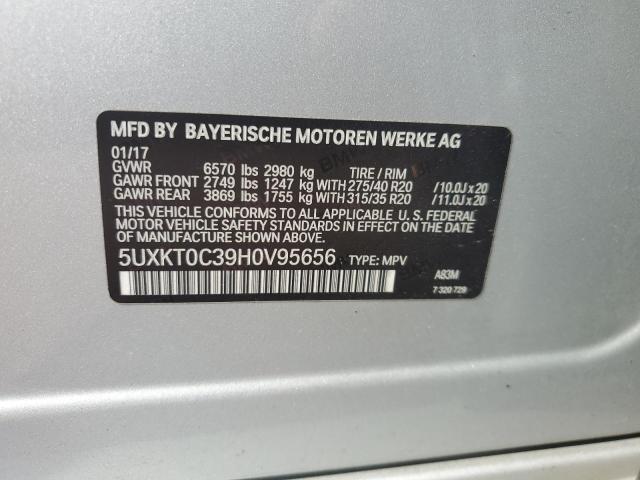 MFD BY BAYERISCHE MOTOREN WERKE AG
01/17
GVWR 6570 lbs 2980 kg TIRE / RIM
GAWR FRONT 2749 lbs 1247 kg WITH 275/40 R20 /10.0J x 20
GAWR REAR 3869 lbs 1755 kg WITH 315/35 R20 /11.0J x 20
THIS VEHICLE CONFORMS TO ALL APPLICABLE U. S. FEDERAL
MOTOR VEHICLE SAFETY STANDARDS IN EFFECT ON THE
DATE OF MANUFACTURE SHOWN ABOVE.
5UXKT0C39H0V95656 TYPE: MPV
A83M
7 320 729